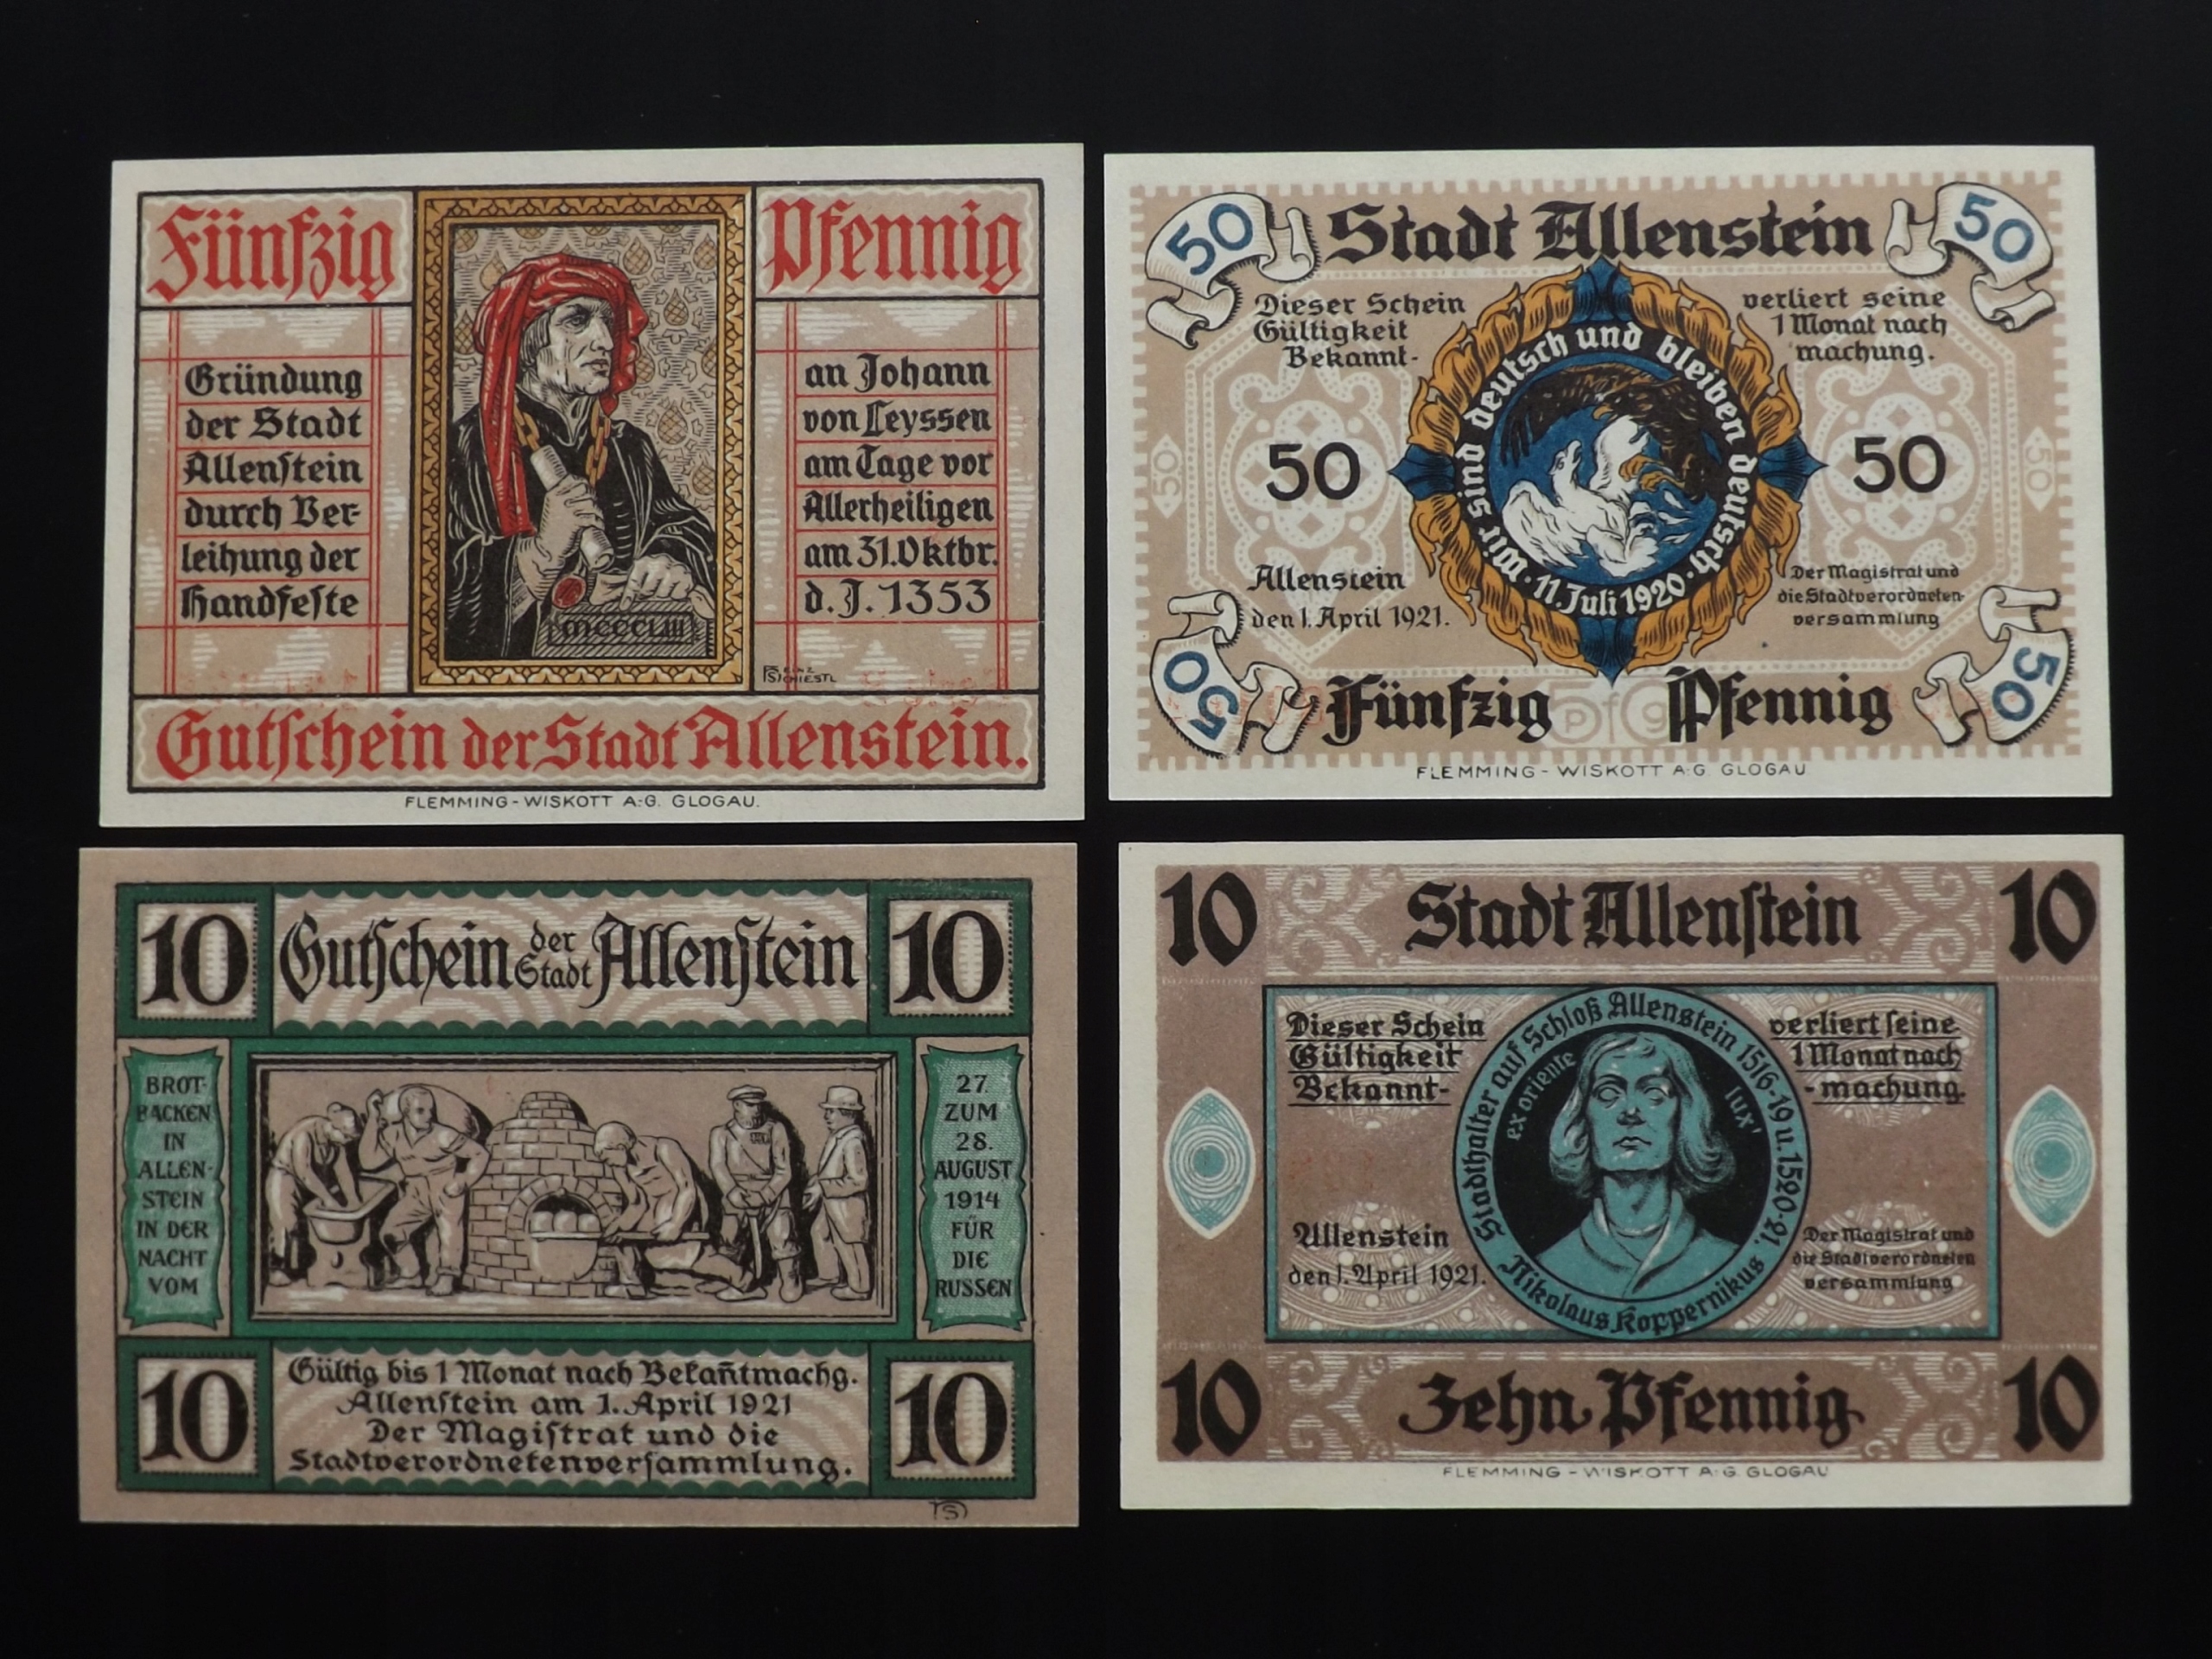 Fünfzig Pfennig
Gründung
der Stadt
Allenstein
durch Ver-
leihung der
Handfeste
an Johann
von Leyssen
am Tage vor
Allerheiligen
am 31. Oktbr.
d. J. 1353
MCCCLIII
HEINZ
SCHIESTL
Gutschein der Stadt Allenstein.
FLEMMING-WISKOTT A:G. GLOGAU.
50 Stadt Allenstein 50
Dieser Schein
Gültigkeit
Bekannt-
verliert seine
1 Monat nach
machung.
wir sind deutsch und bleiben deutsch
11. Juli 1920
50 50
50 50
Allenstein
den 1. April 1921.
Der Magistrat und
die Stadtverordneten-
versammlung
50 Fünfzig Pfennig 50
50 Pfg
FLEMMING-WISKOTT A:G. GLOGAU
10 Gutschein der Stadt Allenstein 10
BROT-
BACKEN
IN
ALLEN-
STEIN
IN DER
NACHT
VOM
27
ZUM
28.
AUGUST
1914
FÜR
DIE
RUSSEN
10 10
Gültig bis 1 Monat nach Bekañtmachg.
Allenstein am 1. April 1921
Der Magistrat und die
Stadtverordnetenversammlung.
10 Stadt Allenstein 10
Dieser Schein
Gültigkeit
Bekannt-
verliert seine
1 Monat nach
-machung.
Stadthalter auf Schloß Allenstein 1516-19 u. 1520-21.
ex oriente lux'
Nikolaus Koppernikus
Allenstein
den 1. April 1921.
Der Magistrat und
die Stadtverordneten
versammlung
10 Zehn Pfennig 10
FLEMMING-WISKOTT A:G. GLOGAU